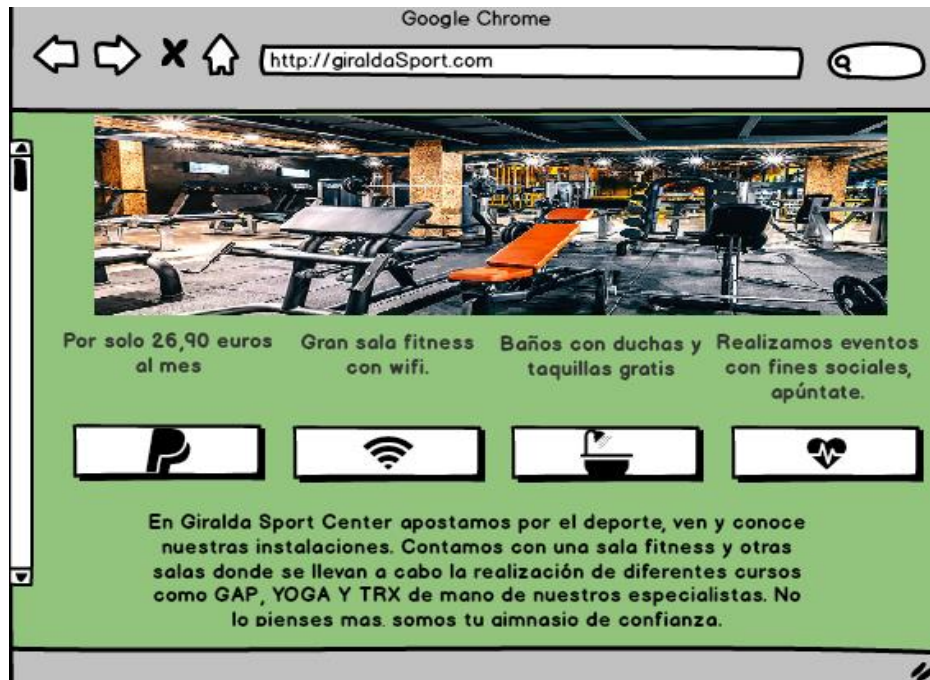 Google Chrome
http://giraldaSport.com
Por solo 26,90 euros
al mes
Gran sala fitness
con wifi.
Baños con duchas y
taquillas gratis
Realizamos eventos
con fines sociales,
apúntate.
En Giralda Sport Center apostamos por el deporte, ven y conoce
nuestras instalaciones. Contamos con una sala fitness y otras
salas donde se llevan a cabo la realización de diferentes cursos
como GAP, YOGA Y TRX de mano de nuestros especialistas. No
lo pienses mas. somos tu gimnasio de confianza.